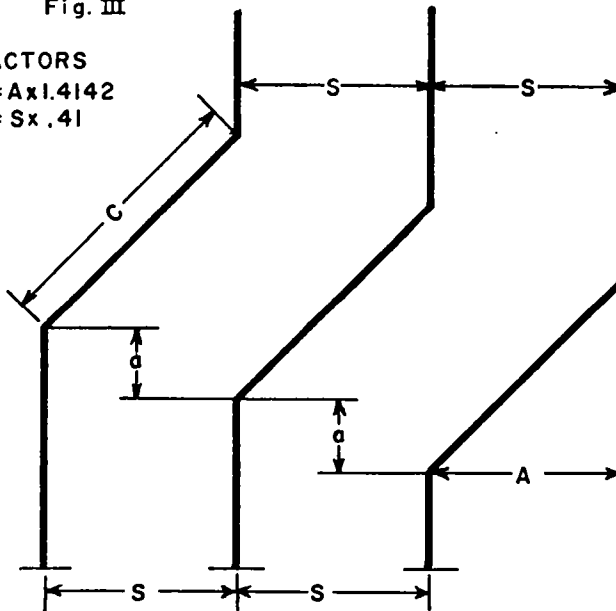 Fig. III
ACTORS
=Ax1.4142
=Sx .41
S
S
C
a
a
A
S
S